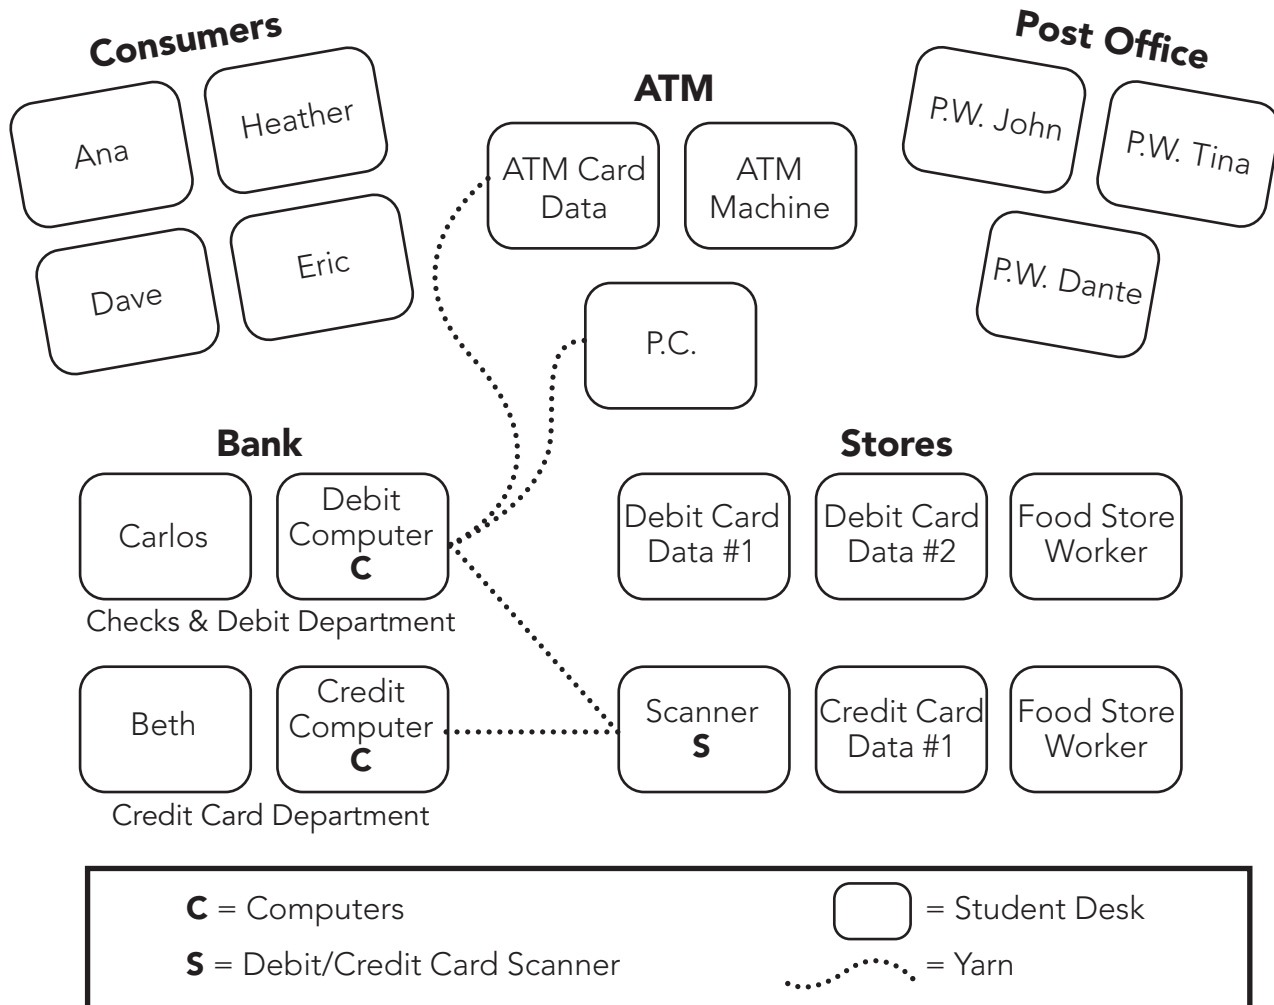 Consumers
Ana
Heather
Dave
Eric
ATM
ATM Card
Data
ATM
Machine
P.C.
Post Office
P.W. John
P.W. Tina
P.W. Dante
Bank
Carlos
Debit
Computer
C
Checks & Debit Department
Beth
Credit
Computer
C
Credit Card Department
Stores
Debit Card
Data #1
Debit Card
Data #2
Food Store
Worker
Scanner
S
Credit Card
Data #1
Food Store
Worker
C = Computers
= Student Desk
S = Debit/Credit Card Scanner
= Yarn